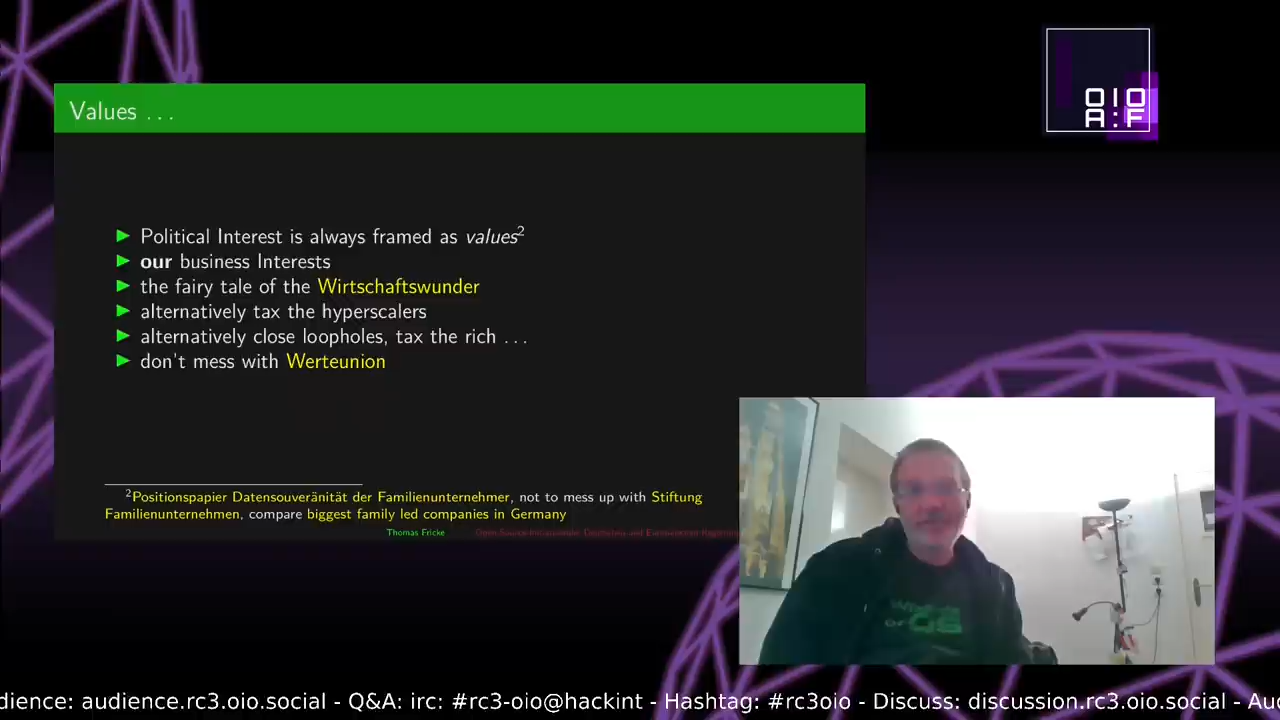 Values ...
OIO
A:F
▶ Political Interest is always framed as values2
▶ our business Interests
▶ the fairy tale of the Wirtschaftswunder
▶ alternatively tax the hyperscalers
▶ alternatively close loopholes, tax the rich ...
▶ don't mess with Werteunion
2Positionspapier Datensouveränität der Familienunternehmer, not to mess up with Stiftung
Familienunternehmen, compare biggest family led companies in Germany
Thomas Fricke
dience: audience.rc3.oio.social - Q&A: irc: #rc3-oio@hackint - Hashtag: #rc3oio - Discuss: discussion.rc3.oio.social - Au